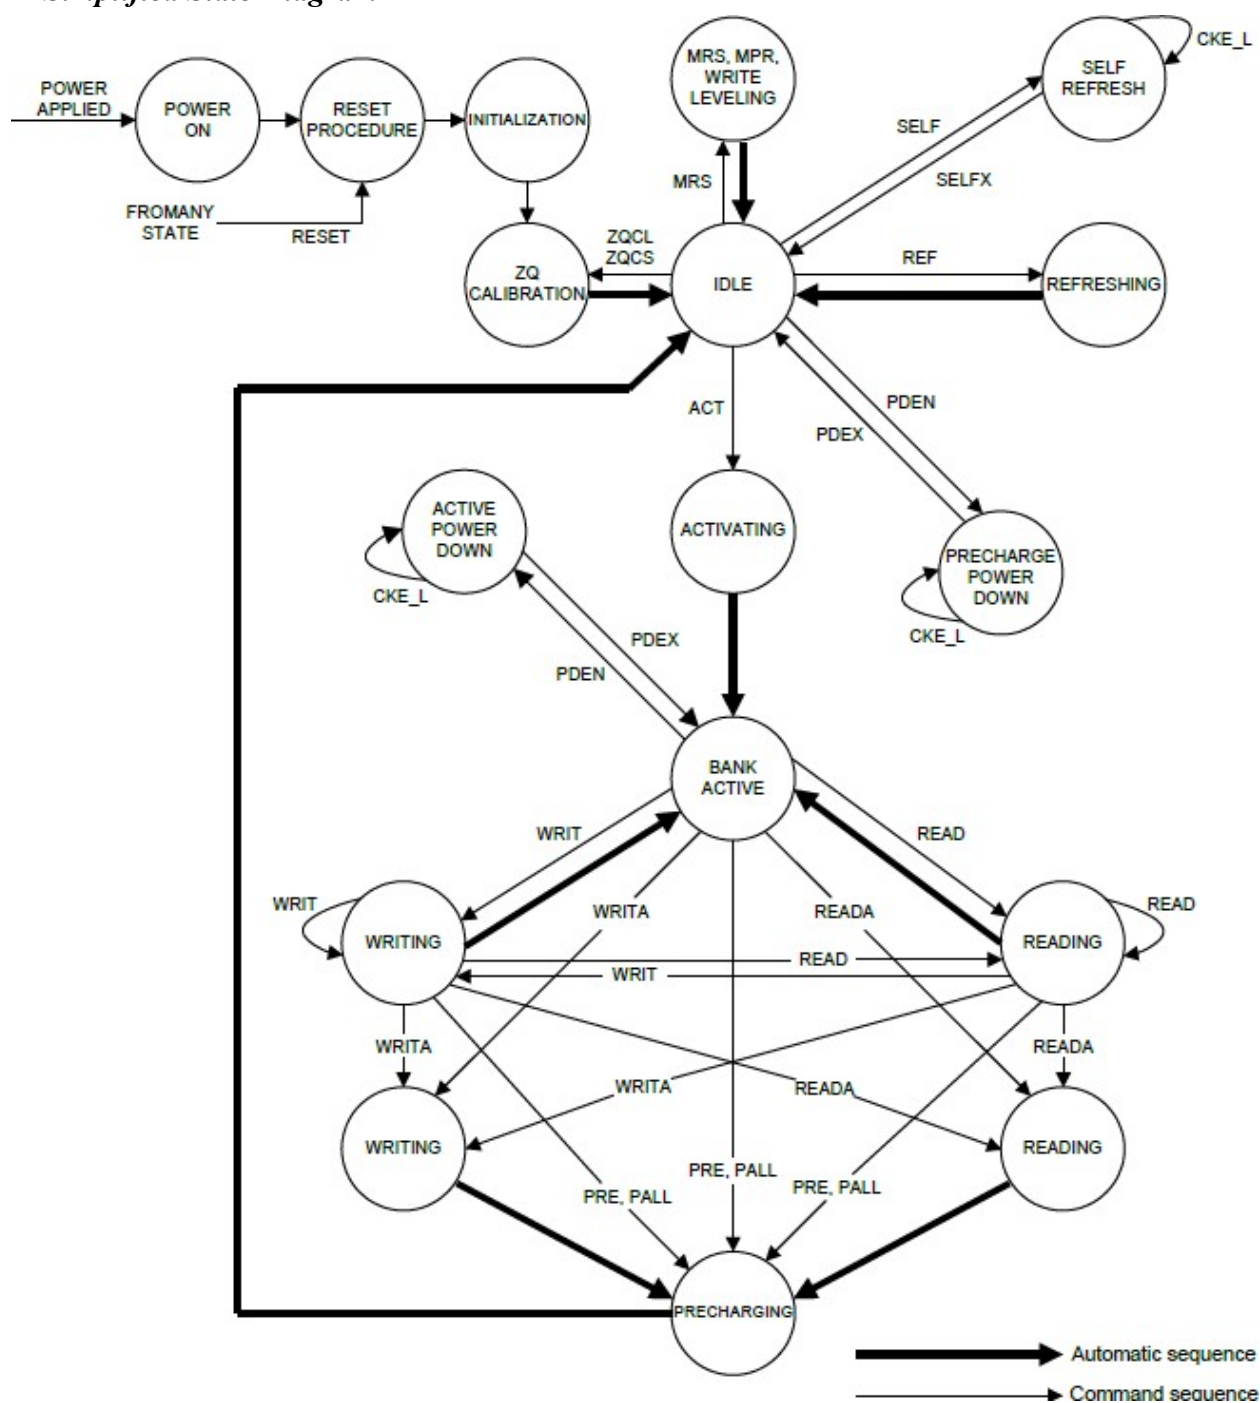 Simplified State Diagram
MRS, MPR,
WRITE
LEVELING
SELF
REFRESH
CKE_L
POWER
APPLIED
POWER
ON
RESET
PROCEDURE
INITIALIZATION
SELF
SELFX
MRS
FROMANY
STATE
RESET
ZQCL
ZQCS
ZQ
CALIBRATION
IDLE
REF
REFRESHING
ACT
PDEN
PDEX
ACTIVE
POWER
DOWN
CKE_L
ACTIVATING
PRECHARGE
POWER
DOWN
CKE_L
PDEX
PDEN
BANK
ACTIVE
WRIT
READ
WRIT
WRITING
WRITA
READA
READING
READ
READ
WRIT
WRITA
READA
WRITA
READA
WRITING
READING
PRE, PALL
PRE, PALL
PRE, PALL
PRECHARGING
Automatic sequence
Command sequence